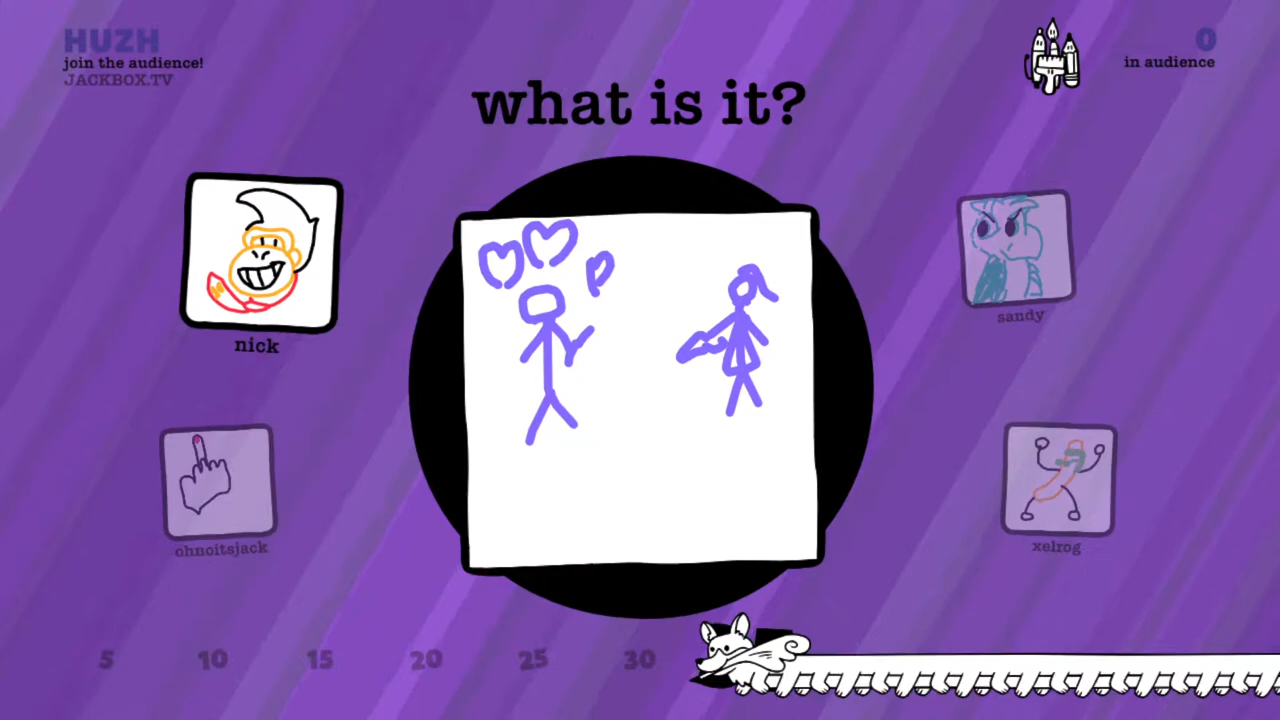 HUZH
join the audience!
JACKBOX.TV
0
in audience
what is it?
nick
sandy
ohnoitsjack
xelrog
5 10 15 20 25 30